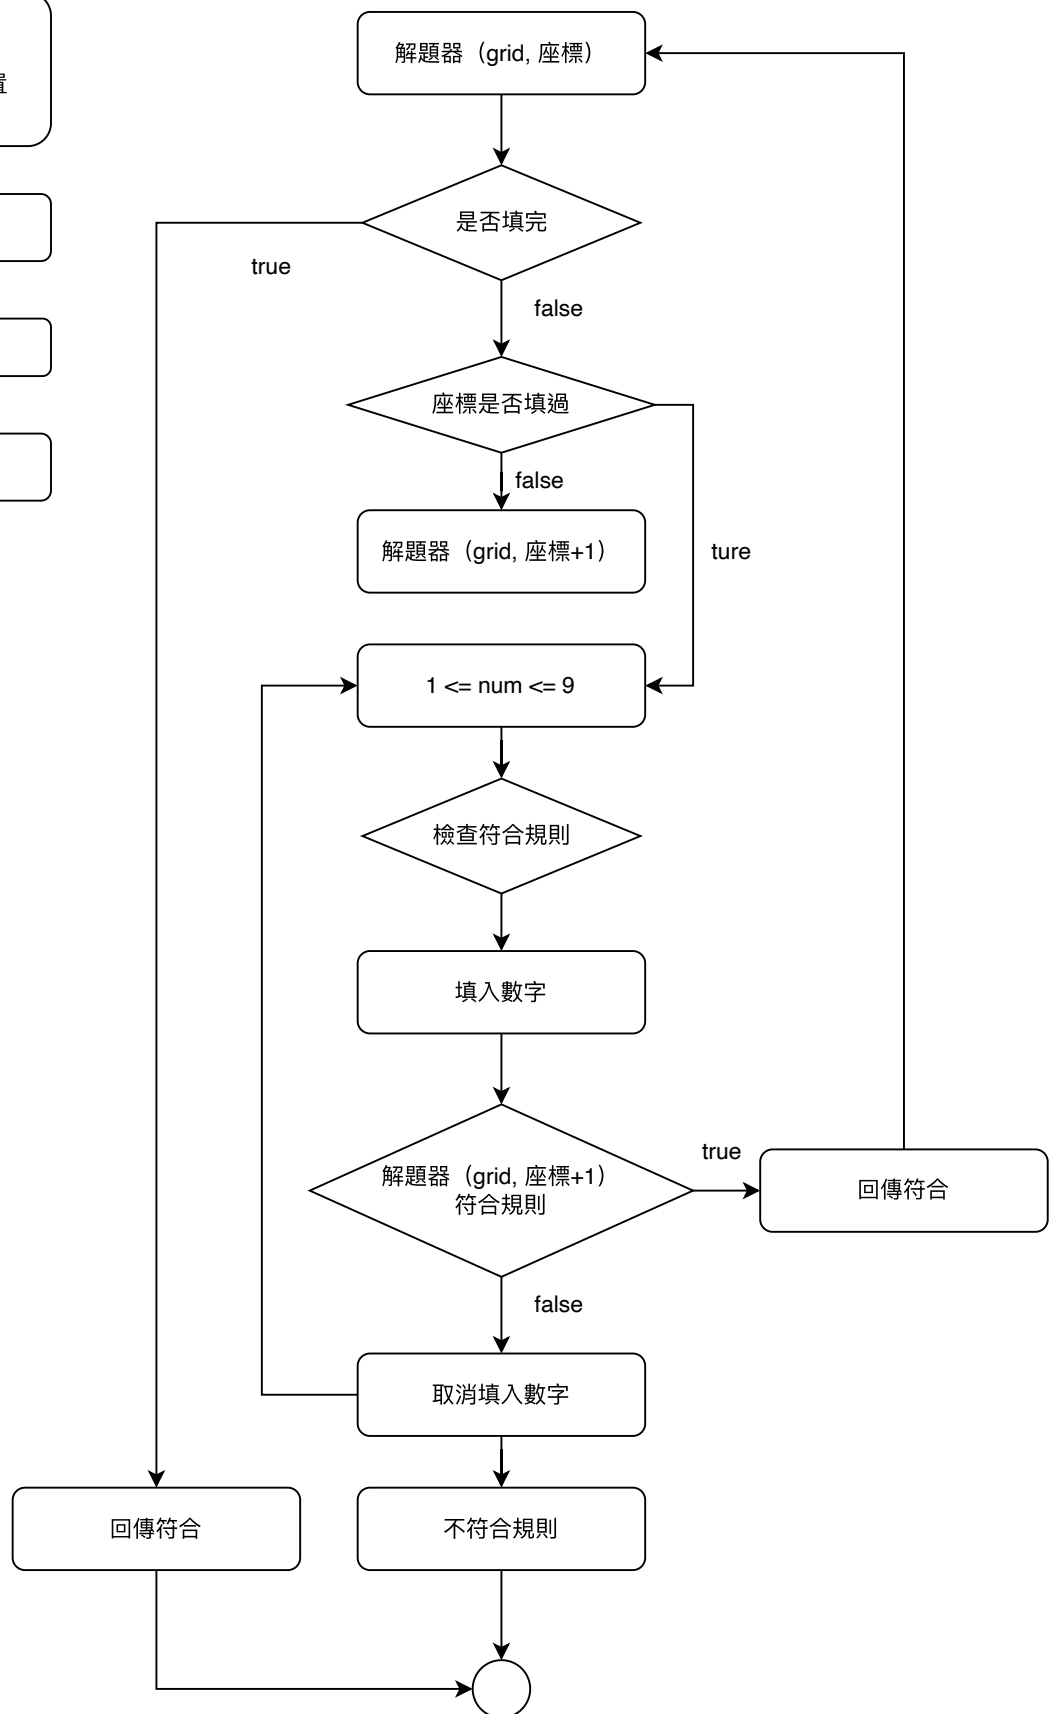 解題器（grid, 座標）
置
是否填完
true
false
座標是否填過
false
解題器（grid, 座標+1）
ture
1 <= num <= 9
檢查符合規則
填入數字
true
解題器（grid, 座標+1）
符合規則
回傳符合
false
取消填入數字
回傳符合
不符合規則